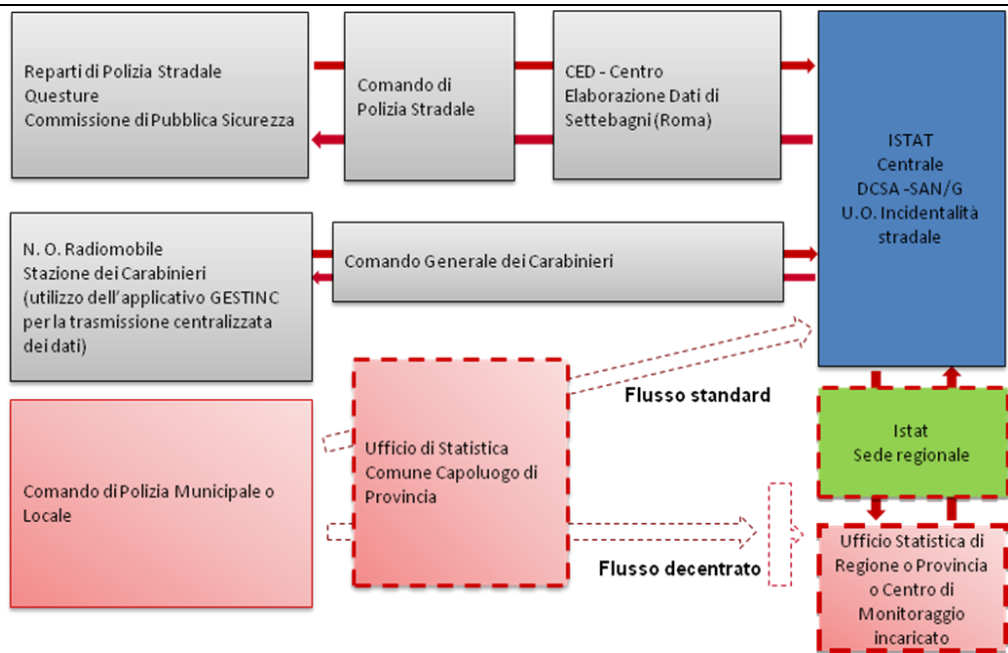 Reparti di Polizia Stradale
Questure
Commissione di Pubblica Sicurezza
Comando di
Polizia Stradale
CED - Centro
Elaborazione Dati di
Settebagni (Roma)
ISTAT
Centrale
DCSA -SAN/G
U.O. Incidentalità
stradale
N. O. Radiomobile
Stazione dei Carabinieri
(utilizzo dell'applicativo GESTINC
per la trasmissione centralizzata
dei dati)
Comando Generale dei Carabinieri
Flusso standard
Comando di Polizia Municipale o
Locale
Ufficio di Statistica
Comune Capoluogo di
Provincia
Istat
Sede regionale
Flusso decentrato
Ufficio Statistica di
Regione o Provincia
o Centro di
Monitoraggio
incaricato